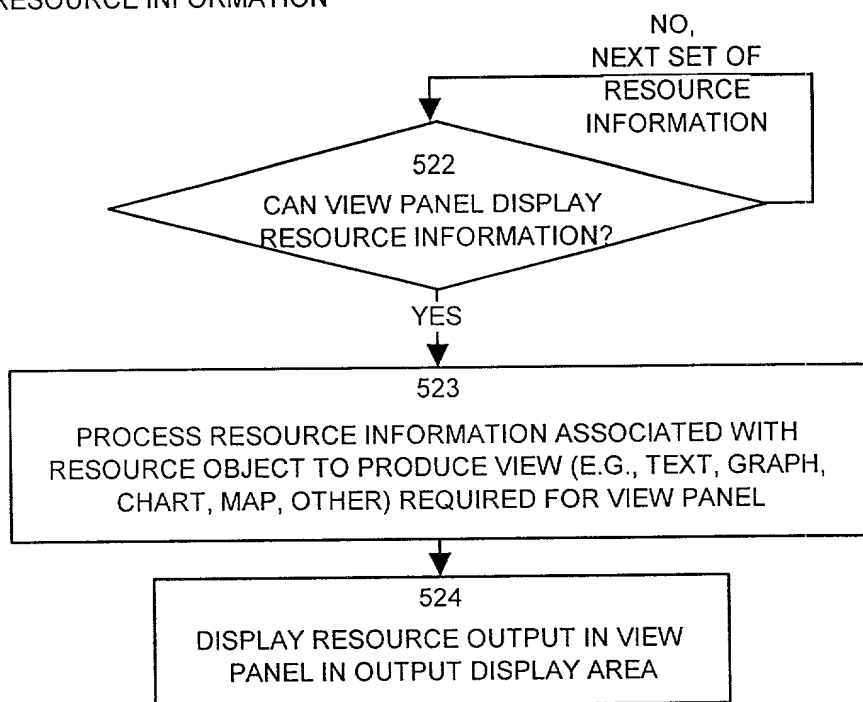 RESOURCE INFORMATION
NO,
NEXT SET OF
RESOURCE
INFORMATION
522
CAN VIEW PANEL DISPLAY
RESOURCE INFORMATION?
YES
523
PROCESS RESOURCE INFORMATION ASSOCIATED WITH
RESOURCE OBJECT TO PRODUCE VIEW (E.G., TEXT, GRAPH,
CHART, MAP, OTHER) REQUIRED FOR VIEW PANEL
524
DISPLAY RESOURCE OUTPUT IN VIEW
PANEL IN OUTPUT DISPLAY AREA